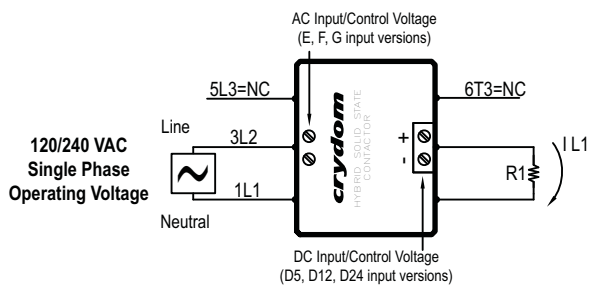 AC Input/Control Voltage
(E, F, G input versions)
5L3=NC
6T3=NC
120/240 VAC
Single Phase
Operating Voltage
Line
3L2
1L1
Neutral
crydom
HYBRID SOLID STATE
CONTACTOR
+
-
R1
I L1
DC Input/Control Voltage
(D5, D12, D24 input versions)